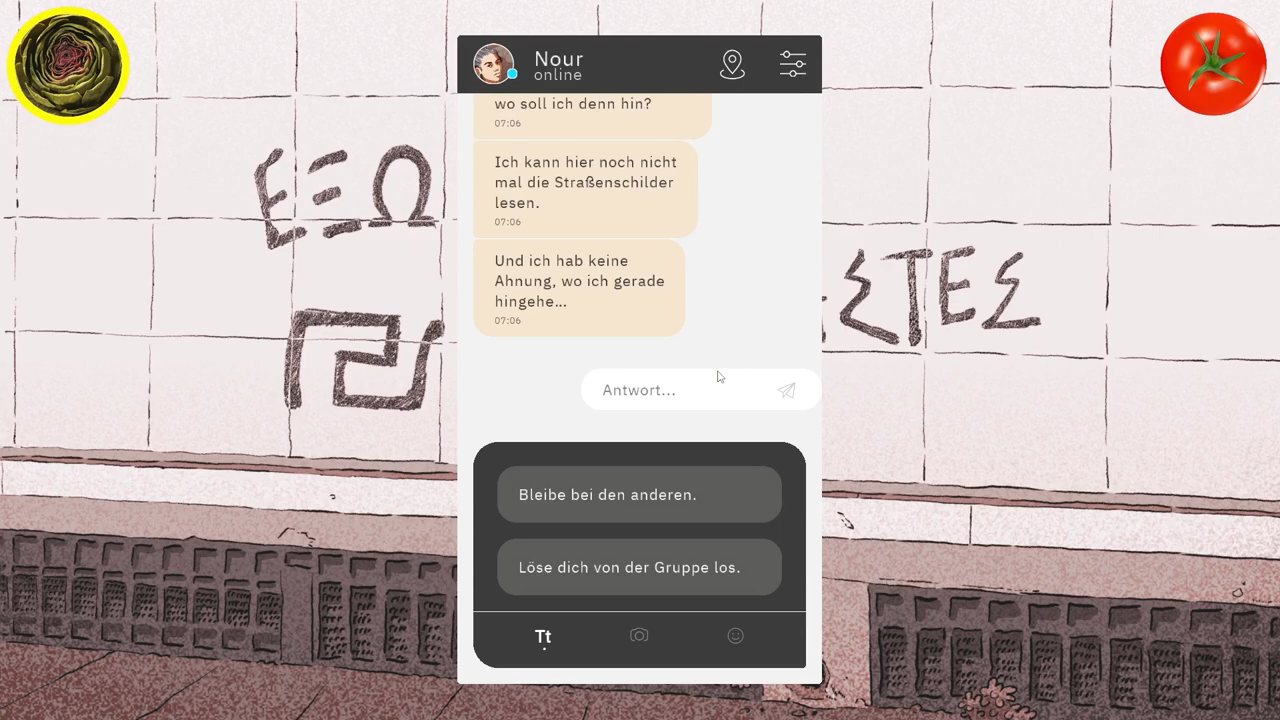 Nour
online
wo soll ich denn hin?
07:06
Ich kann hier noch nicht
mal die Straßenschilder
lesen.
07:06
Und ich hab keine
Ahnung, wo ich gerade
hingehe...
07:06
Antwort...
Bleibe bei den anderen.
Löse dich von der Gruppe los.
Tt
ΕΞΩ
ΣΤΕΣ